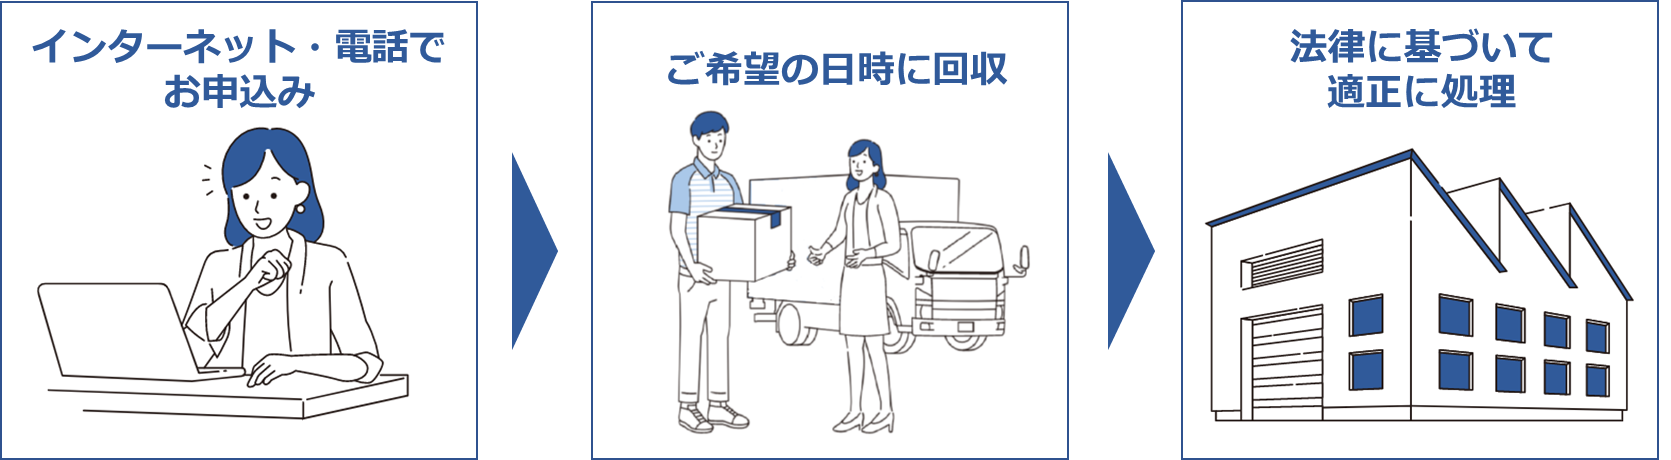 インターネット・電話で
お申込み
ご希望の日時に回収
法律に基づいて
適正に処理